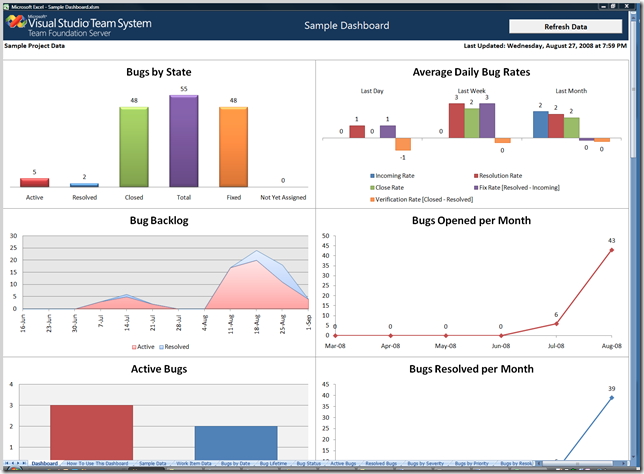 Microsoft Excel - Sample Dashboard.xlsm
Microsoft
Visual Studio Team System
Team Foundation Server
Sample Dashboard
Refresh Data
Sample Project Data
Last Updated: Wednesday, August 27, 2008 at 7:59 PM
Bugs by State
5
2
48
55
48
0
Active
Resolved
Closed
Total
Fixed
Not Yet Assigned
Average Daily Bug Rates
Last Day
Last Week
Last Month
0
1
0
1
-1
0
3
2
3
0
2
2
2
0
0
Incoming Rate
Resolution Rate
Close Rate
Fix Rate [Resolved - Incoming]
Verification Rate [Closed - Resolved]
Bug Backlog
30
25
20
15
10
5
0
16-Jun
23-Jun
30-Jun
7-Jul
14-Jul
21-Jul
28-Jul
4-Aug
11-Aug
18-Aug
25-Aug
1-Sep
Active
Resolved
Bugs Opened per Month
50
45
40
35
30
25
20
15
10
5
0
0
0
0
0
6
43
Mar-08
Apr-08
May-08
Jun-08
Jul-08
Aug-08
Active Bugs
4
3
2
1
Bugs Resolved per Month
45
40
35
30
25
20
15
10
39
Dashboard
How To Use The Dashboard
Sample Data
Work Item Data
Bugs by Date
Bug Lifetime
Bug Status
Active Bugs
Resolved Bugs
Bugs by Severity
Bugs by Priority